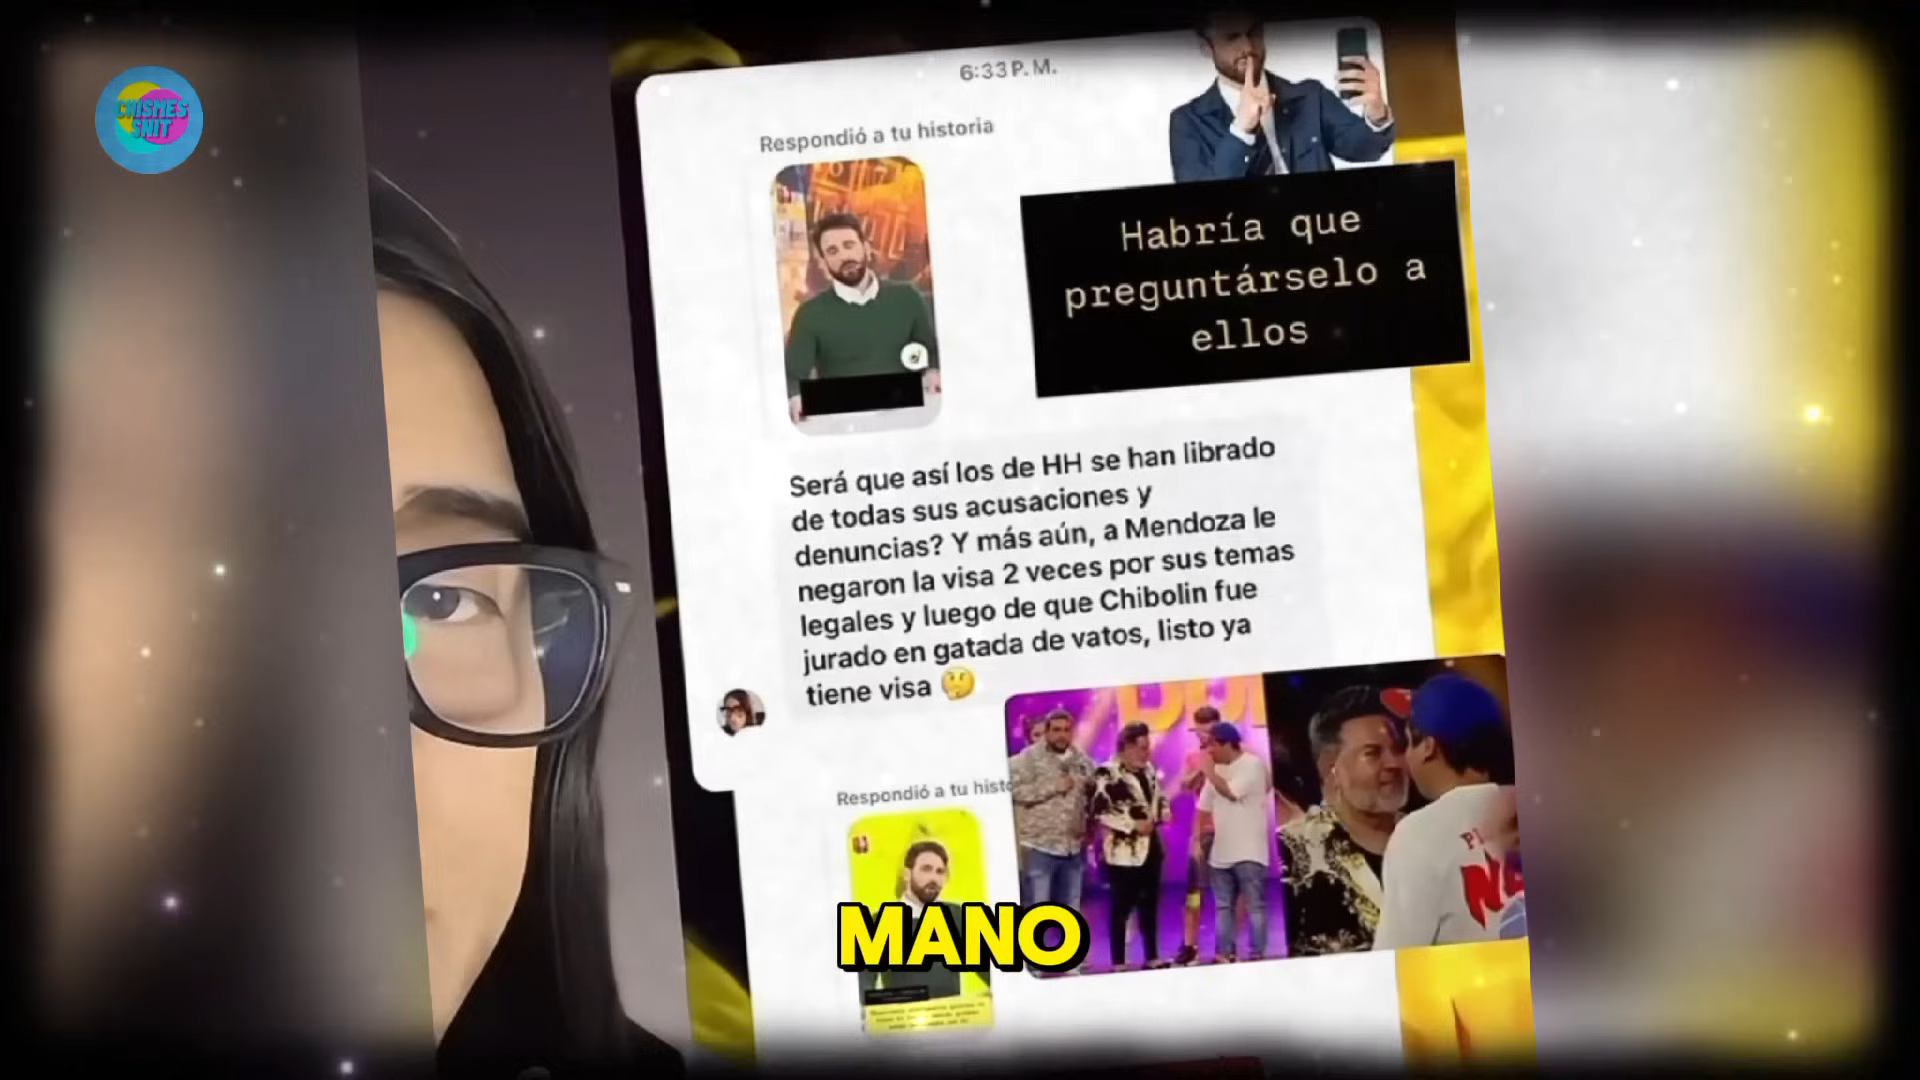 CHISMES
SNIT
6:33 P. M.
Respondió a tu historia
Habría que
preguntárselo a
ellos
Será que así los de HH se han librado
de todas sus acusaciones y
denuncias? Y más aún, a Mendoza le
negaron la visa 2 veces por sus temas
legales y luego de que Chibolin fue
jurado en gatada de vatos, listo ya
tiene visa 🤔
Respondió a tu histo
MANO